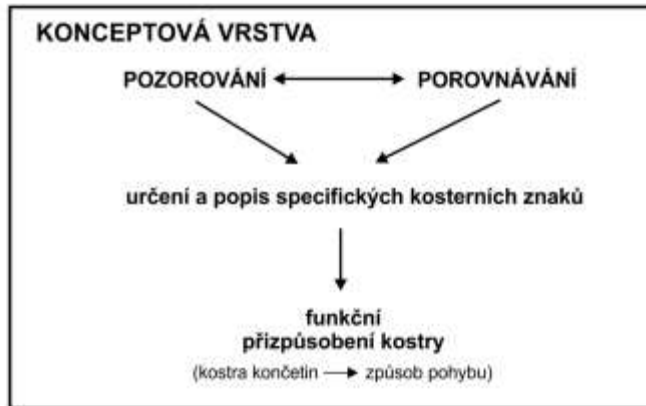 KONCEPTOVÁ VRSTVA
POZOROVÁNÍ POROVNÁVÁNÍ
určení a popis specifických kosterních znaků
funkční
přizpůsobení kostry
(kostra končetin → způsob pohybu)